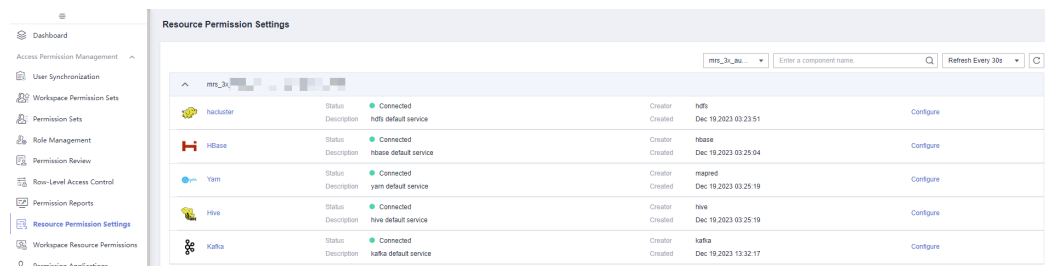 Dashboard
Access Permission Management
User Synchronization
Workspace Permission Sets
Permission Sets
Role Management
Permission Review
Row-Level Access Control
Permission Reports
Resource Permission Settings
Workspace Resource Permissions
Permission Applications
Resource Permission Settings
mrs_3x_au...
Enter a component name.
Refresh Every 30s
mrs_3x_
hacluster
Status Connected Creator hdfs
Description hdfs default service Created Dec 19,2023 03:23:51
Configure
HBase
Status Connected Creator hbase
Description hbase default service Created Dec 19,2023 03:25:04
Configure
Yarn
Status Connected Creator mapred
Description yarn default service Created Dec 19,2023 03:25:19
Configure
Hive
Status Connected Creator hive
Description hive default service Created Dec 19,2023 03:25:19
Configure
Kafka
Status Connected Creator kafka
Description kafka default service Created Dec 19,2023 13:32:17
Configure